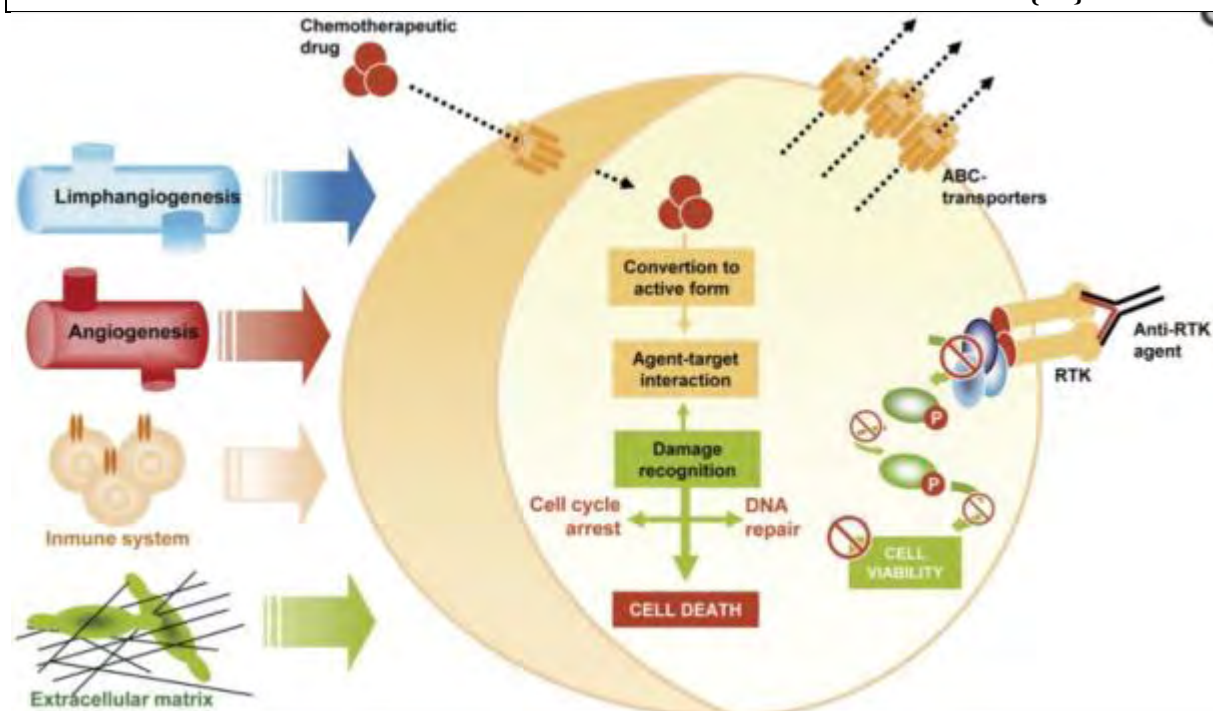 Chemotherapeutic
drug
ABC-
transporters
Limphangiogenesis
Convertion to
active form
Angiogenesis
Anti-RTK
agent
RTK
Agent-target
interaction
P
Damage
recognition
P
Cell cycle
arrest
DNA
repair
Inmune system
CELL
VIABILITY
CELL DEATH
Extracellular matrix